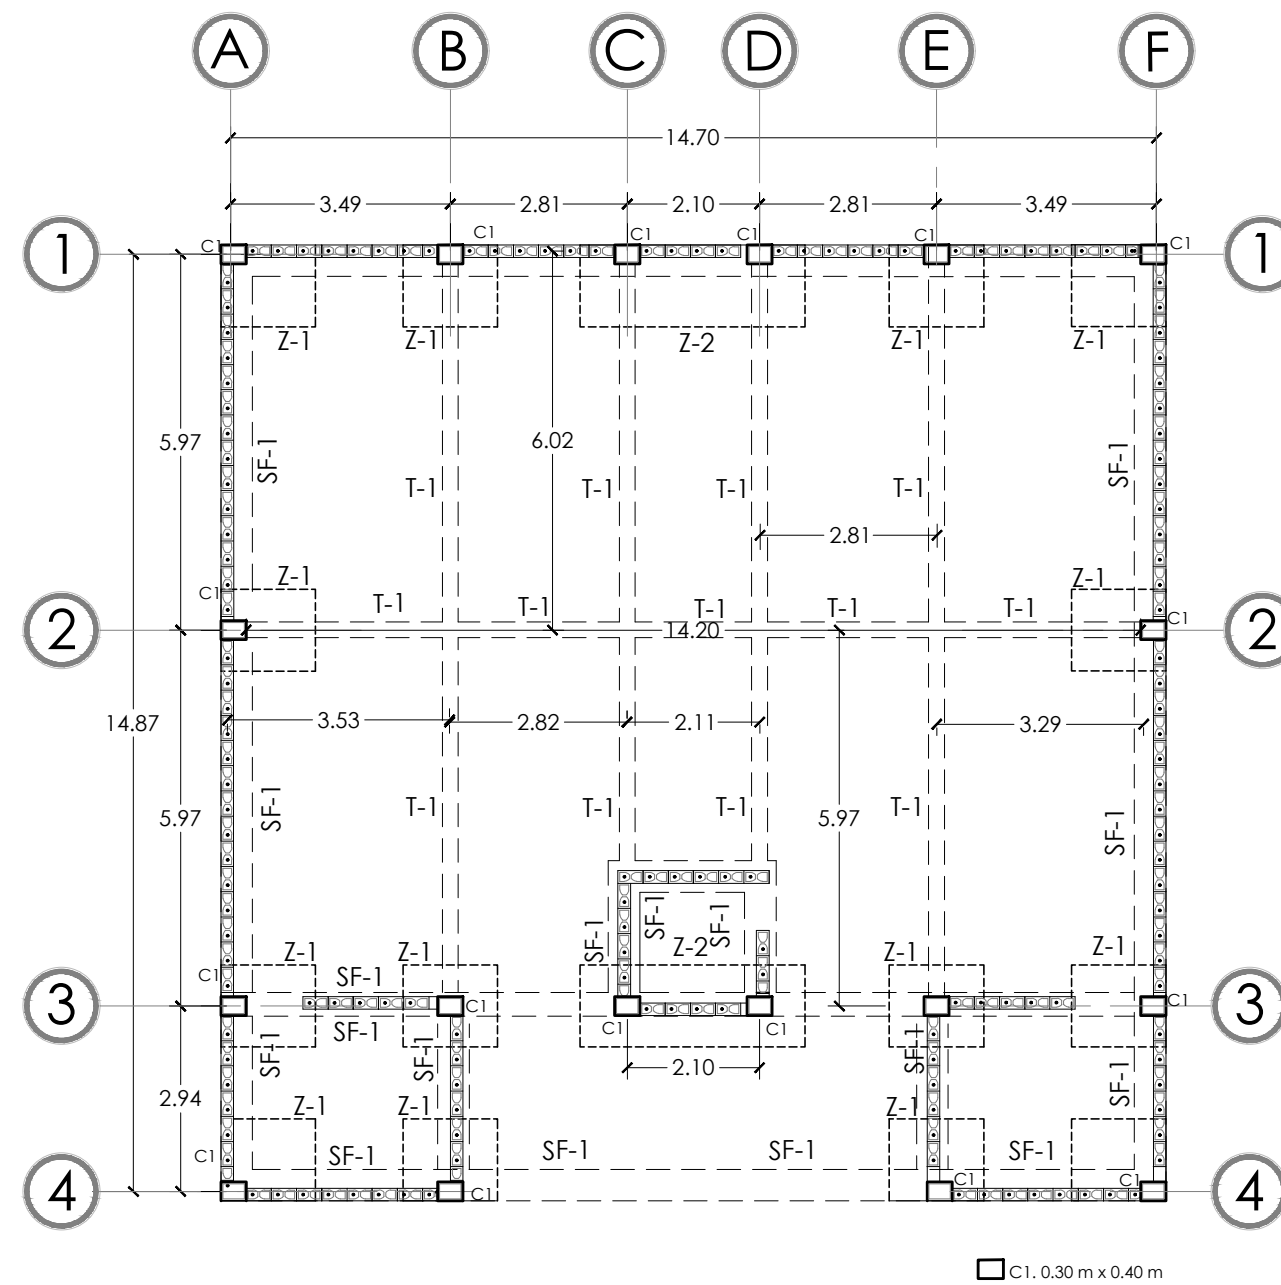 A B C D E F
14.70
3.49 2.81 2.10 2.81 3.49
C1 C1 C1 C1 C1 C1
1 1
Z-1 Z-1 Z-2 Z-1 Z-1
5.97 6.02
SF-1 SF-1
T-1 T-1 T-1 T-1
2.81
Z-1 Z-1
C1 T-1 T-1 T-1 T-1 T-1 C1
2 14.20 2
14.87 3.53 2.82 2.11 3.29
5.97 5.97
SF-1 T-1 T-1 T-1 T-1 SF-1
SF-1 SF-1 SF-1
Z-1 Z-1 Z-2 Z-1 Z-1
C1 SF-1
3 C1 C1 3
SF-1 C1 C1
SF-1 SF-1 2.10 SF-1 SF-1
2.94 Z-1 Z-1 Z-1
C1 SF-1 SF-1 SF-1 SF-1
4 C1 C1 C1 4
C1. 0.30 m x 0.40 m